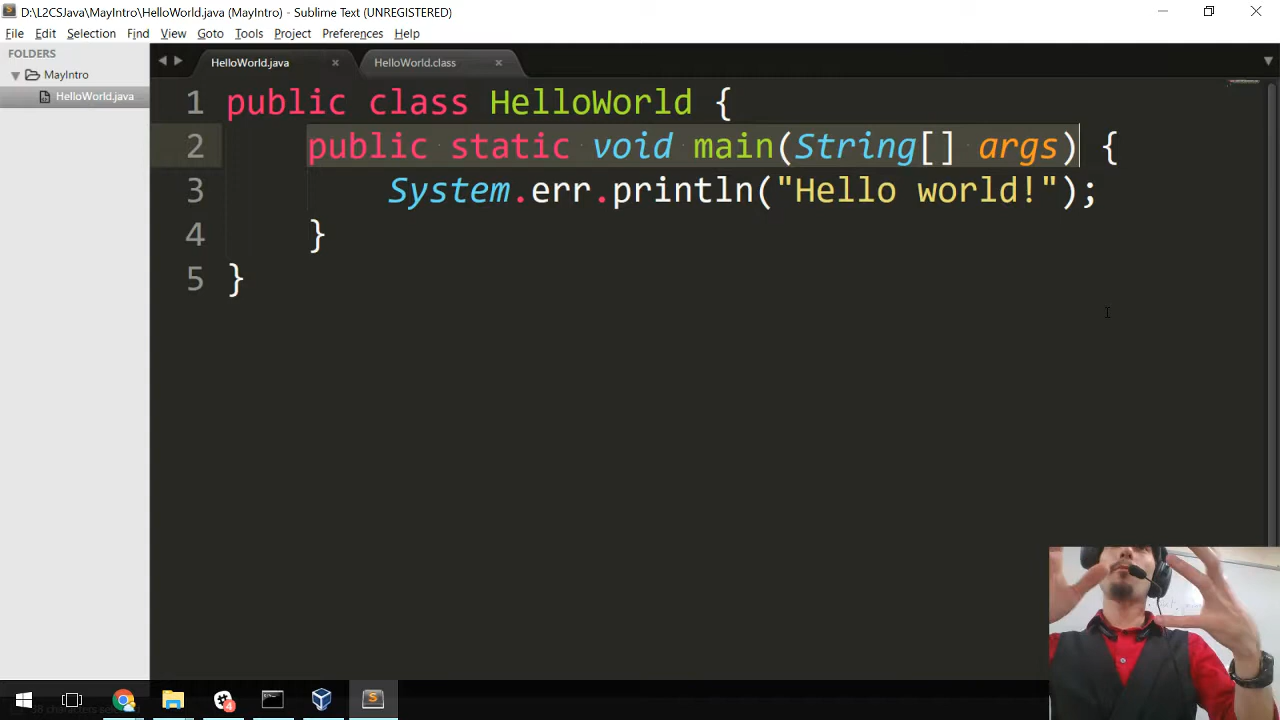 D:\L2CSJava\MayIntro\HelloWorld.java (MayIntro) - Sublime Text (UNREGISTERED)
File Edit Selection Find View Goto Tools Project Preferences Help
FOLDERS
MayIntro
HelloWorld.java
HelloWorld.java × HelloWorld.class ×
1 public class HelloWorld {
2 public static void main(String[] args) {
3 System.err.println("Hello world!");
4 }
5 }
4